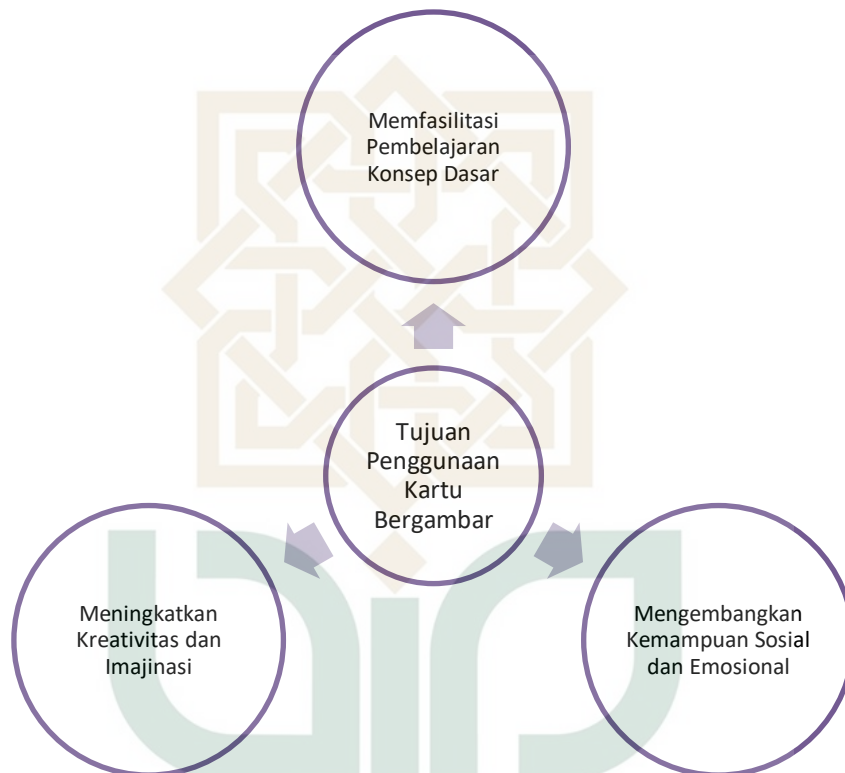 Memfasilitasi
Pembelajaran
Konsep Dasar
Tujuan
Penggunaan
Kartu
Bergambar
Meningkatkan
Kreativitas dan
Imajinasi
Mengembangkan
Kemampuan Sosial
dan Emosional